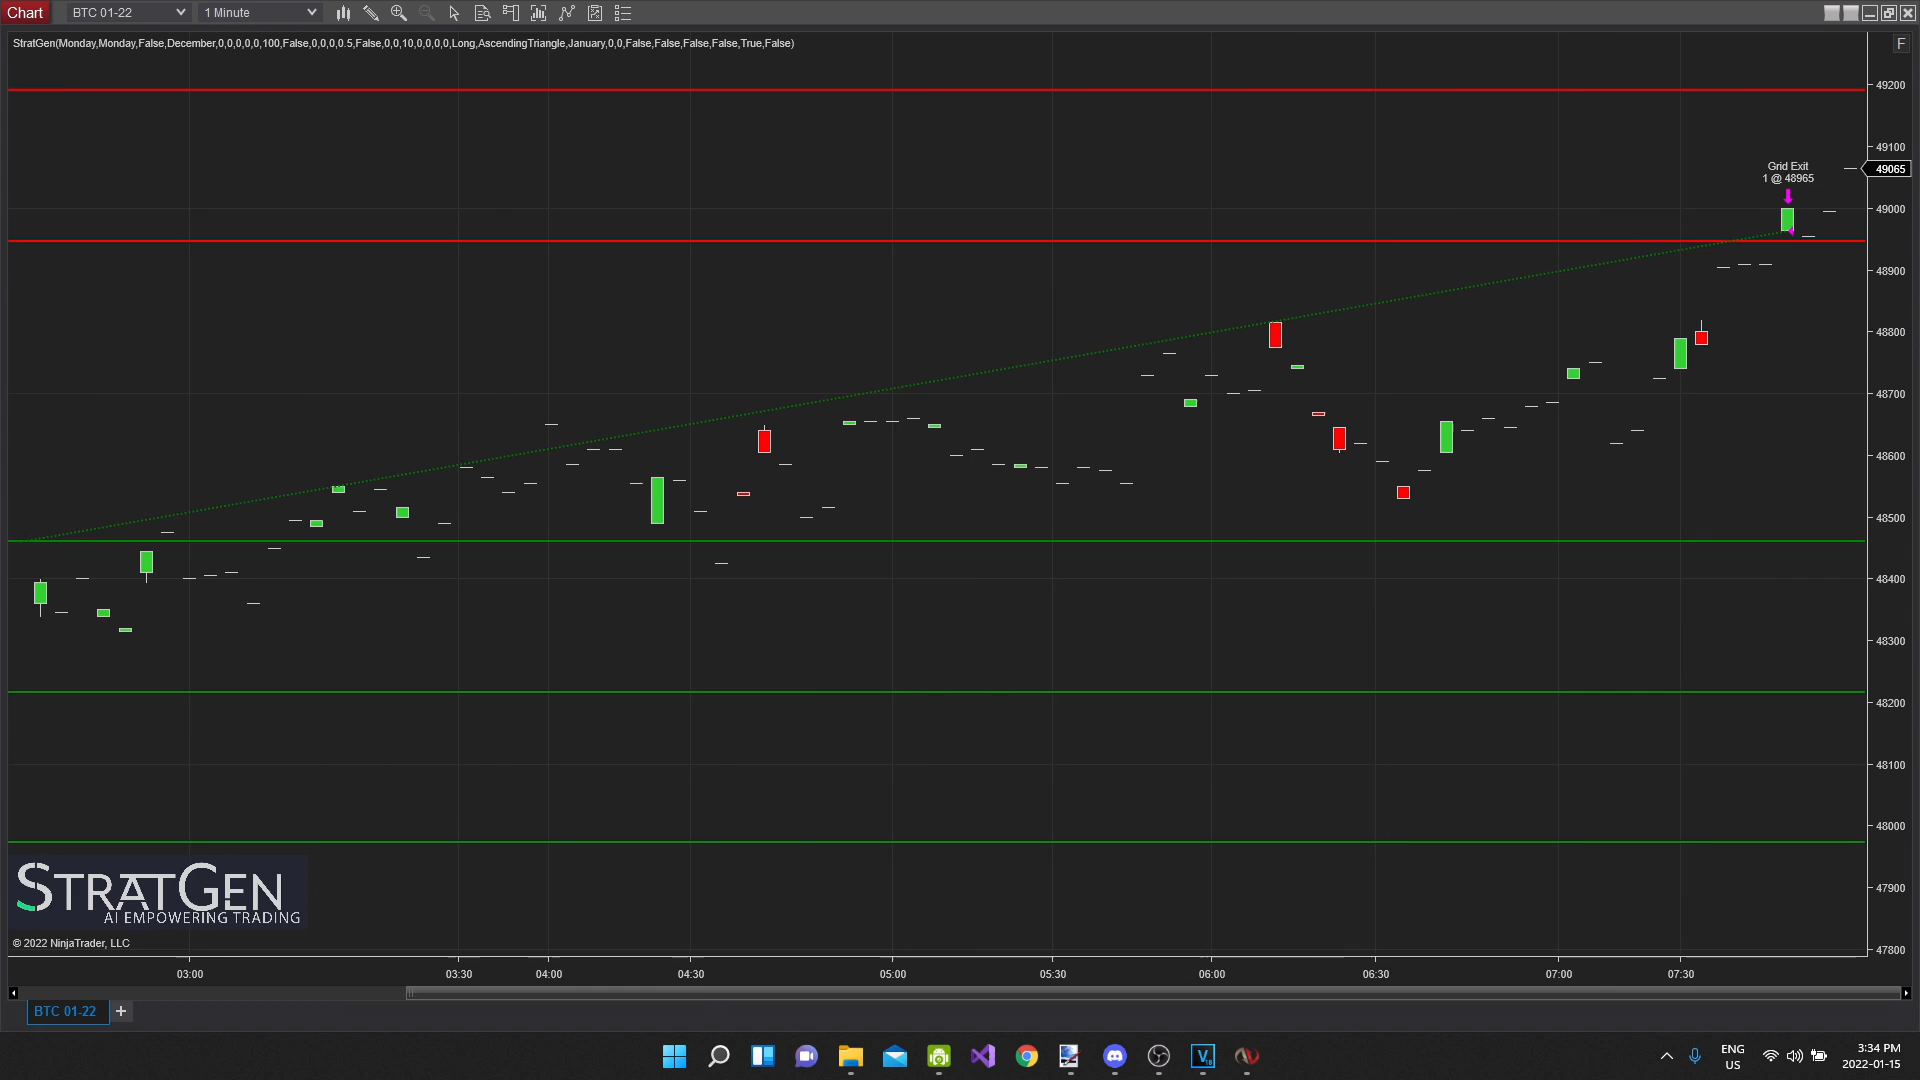 Chart
BTC 01-22
1 Minute
StratGen(Monday,Monday,False,December,0,0,0,0,0,100,False,0,0,0,0.5,False,0,0,10,0,0,0,0,Long,AscendingTriangle,January,0,0,False,False,False,False,True,False)
F
49200
49100
Grid Exit
1 @ 48965
49065
49000
48900
48800
48700
48600
48500
48400
48300
48200
48100
48000
47900
47800
STRATGEN
AI EMPOWERING TRADING
© 2022 NinjaTrader, LLC
03:00
03:30
04:00
04:30
05:00
05:30
06:00
06:30
07:00
07:30
BTC 01-22
+
ENG
US
3:34 PM
2022-01-15